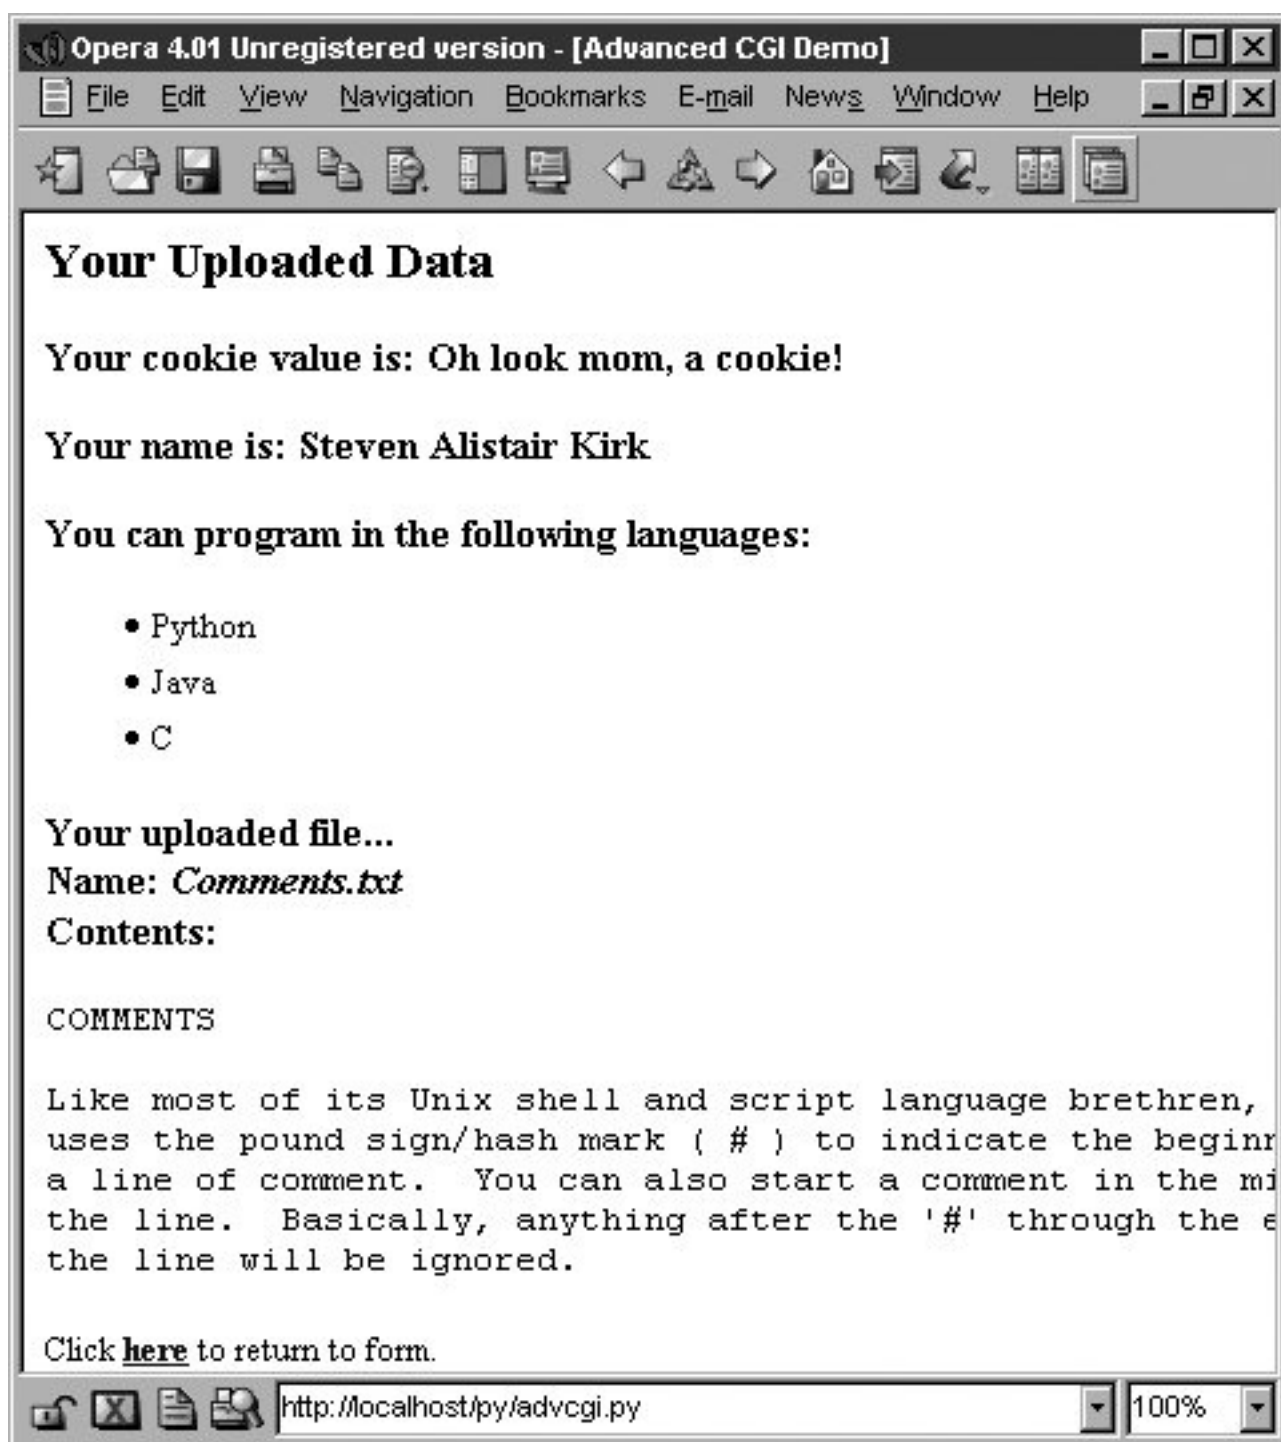 Opera 4.01 Unregistered version - [Advanced CGI Demo]
File Edit View Navigation Bookmarks E-mail News Window Help
Your Uploaded Data
Your cookie value is: Oh look mom, a cookie!
Your name is: Steven Alistair Kirk
You can program in the following languages:
• Python
• Java
• C
Your uploaded file...
Name: Comments.txt
Contents:
COMMENTS
Like most of its Unix shell and script language brethren,
uses the pound sign/hash mark ( # ) to indicate the beginn
a line of comment.  You can also start a comment in the mi
the line.  Basically, anything after the '#' through the e
the line will be ignored.
Click here to return to form.
http://localhost/py/advcgi.py 100%